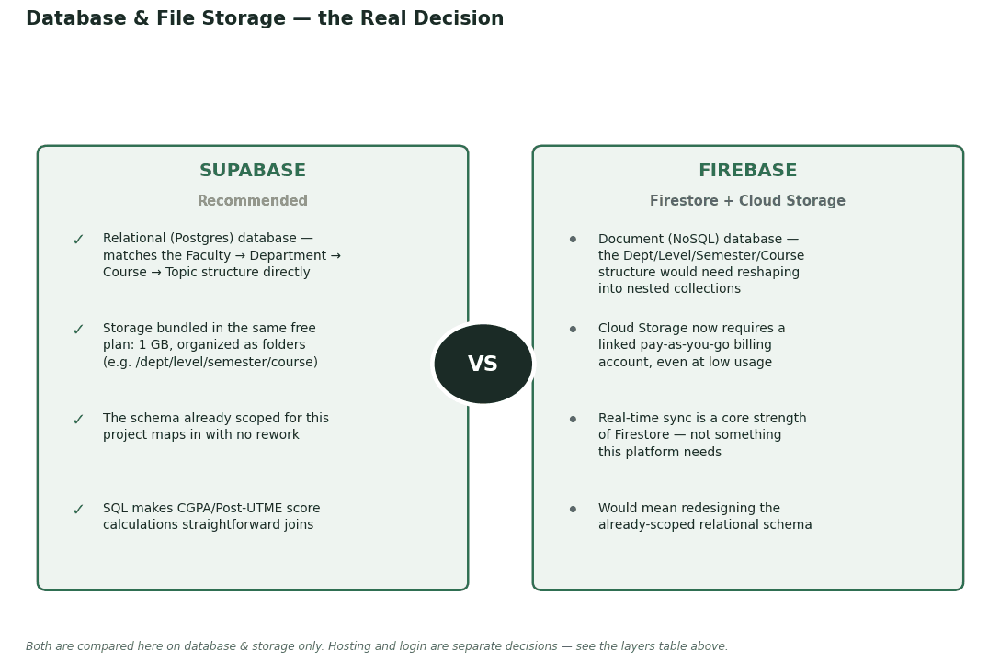 Database & File Storage — the Real Decision
SUPABASE
Recommended
✓ Relational (Postgres) database —
matches the Faculty → Department →
Course → Topic structure directly
✓ Storage bundled in the same free
plan: 1 GB, organized as folders
(e.g. /dept/level/semester/course)
✓ The schema already scoped for this
project maps in with no rework
✓ SQL makes CGPA/Post-UTME score
calculations straightforward joins
VS
FIREBASE
Firestore + Cloud Storage
● Document (NoSQL) database —
the Dept/Level/Semester/Course
structure would need reshaping
into nested collections
● Cloud Storage now requires a
linked pay-as-you-go billing
account, even at low usage
● Real-time sync is a core strength
of Firestore — not something
this platform needs
● Would mean redesigning the
already-scoped relational schema
Both are compared here on database & storage only. Hosting and login are separate decisions — see the layers table above.